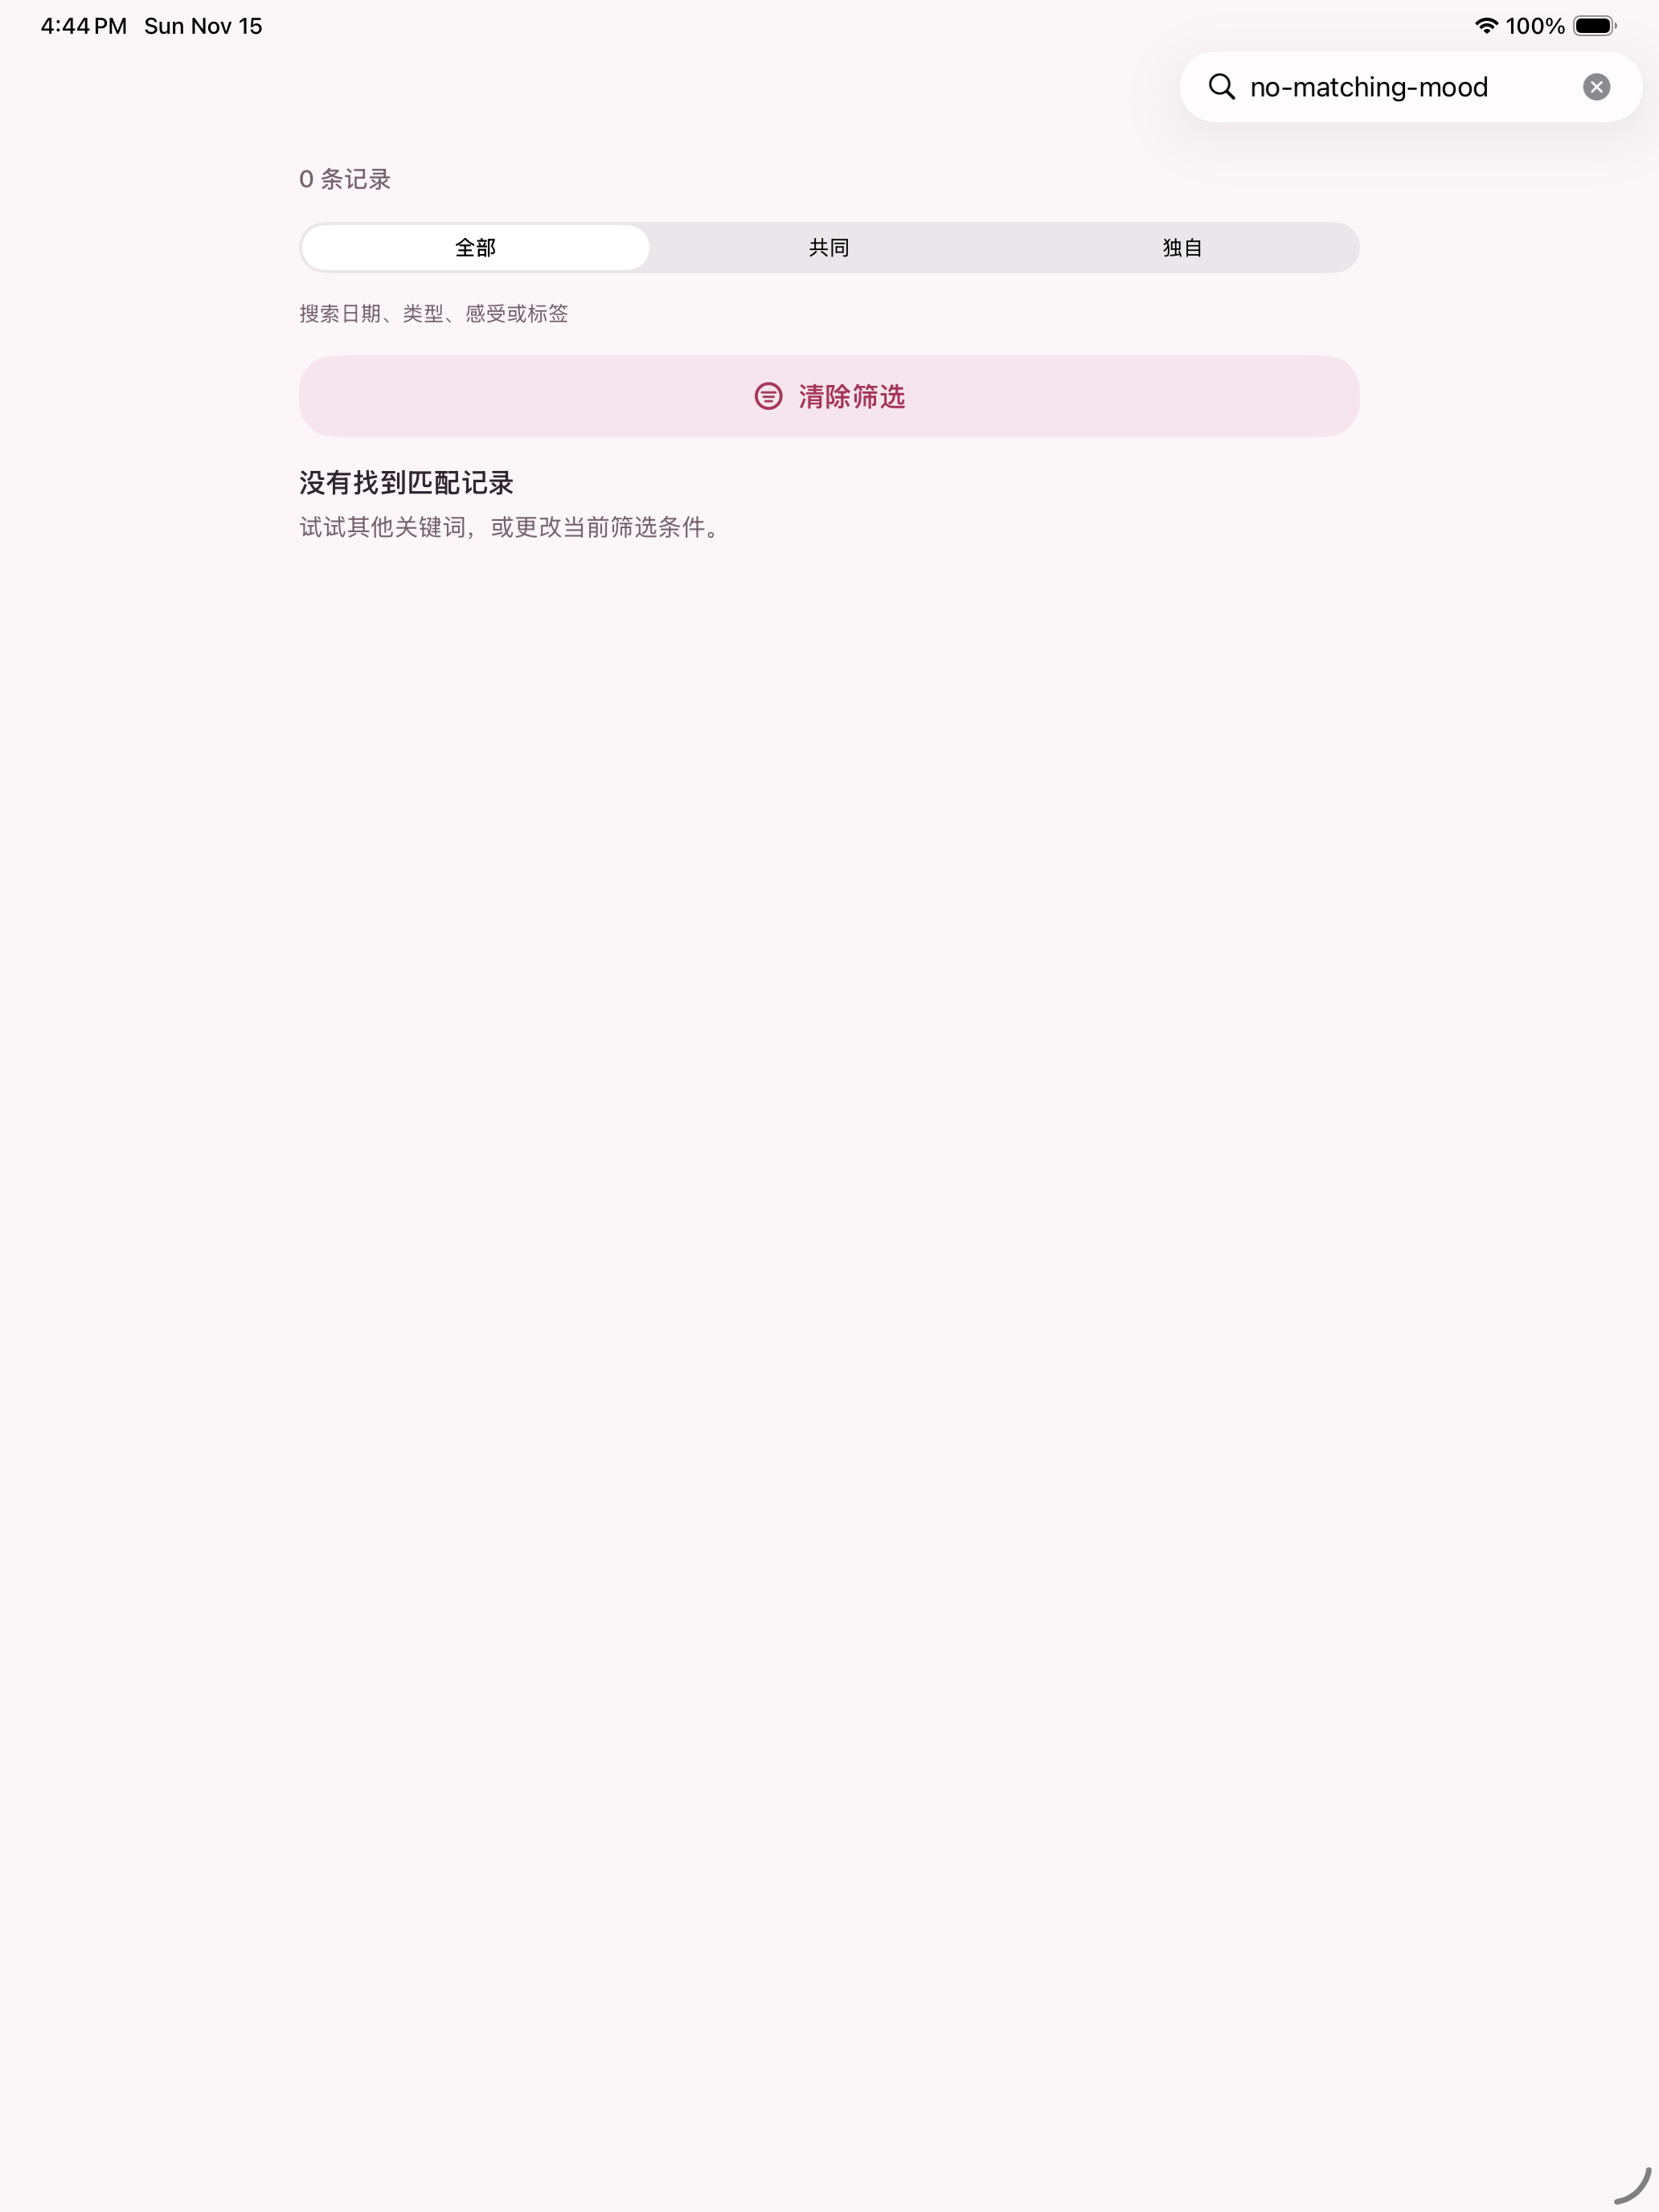 4:44 PM Sun Nov 15
100%
no-matching-mood
0 条记录
全部 共同 独自
搜索日期、类型、感受或标签
清除筛选
没有找到匹配记录
试试其他关键词，或更改当前筛选条件。